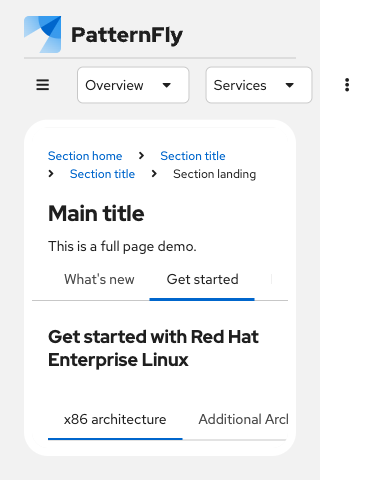 PatternFly
Overview Services
Section home Section title
Section title Section landing
Main title
This is a full page demo.
What's new Get started
Get started with Red Hat
Enterprise Linux
x86 architecture Additional Arcl